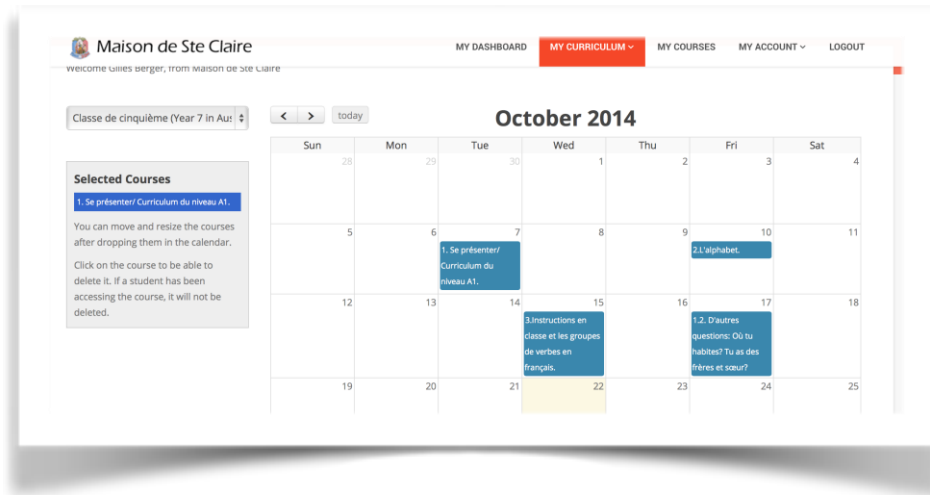 Maison de Ste Claire
MY DASHBOARD MY CURRICULUM MY COURSES MY ACCOUNT LOGOUT
Welcome Gilles Berger, from Maison de Ste Claire
Classe de cinquième (Year 7 in Aus
today
October 2014
Sun Mon Tue Wed Thu Fri Sat
28 29 30 1 2 3 4
Selected Courses
1. Se présenter/ Curriculum du niveau A1.
You can move and resize the courses
after dropping them in the calendar.
Click on the course to be able to
delete it. If a student has been
accessing the course, it will not be
deleted.
5 6 7 8 9 10 11
1. Se présenter/
Curriculum du
niveau A1.
2.L'alphabet.
12 13 14 15 16 17 18
3.Instructions en
classe et les groupes
de verbes en
français.
1.2. D'autres
questions: Où tu
habites? Tu as des
frères et sœur?
19 20 21 22 23 24 25